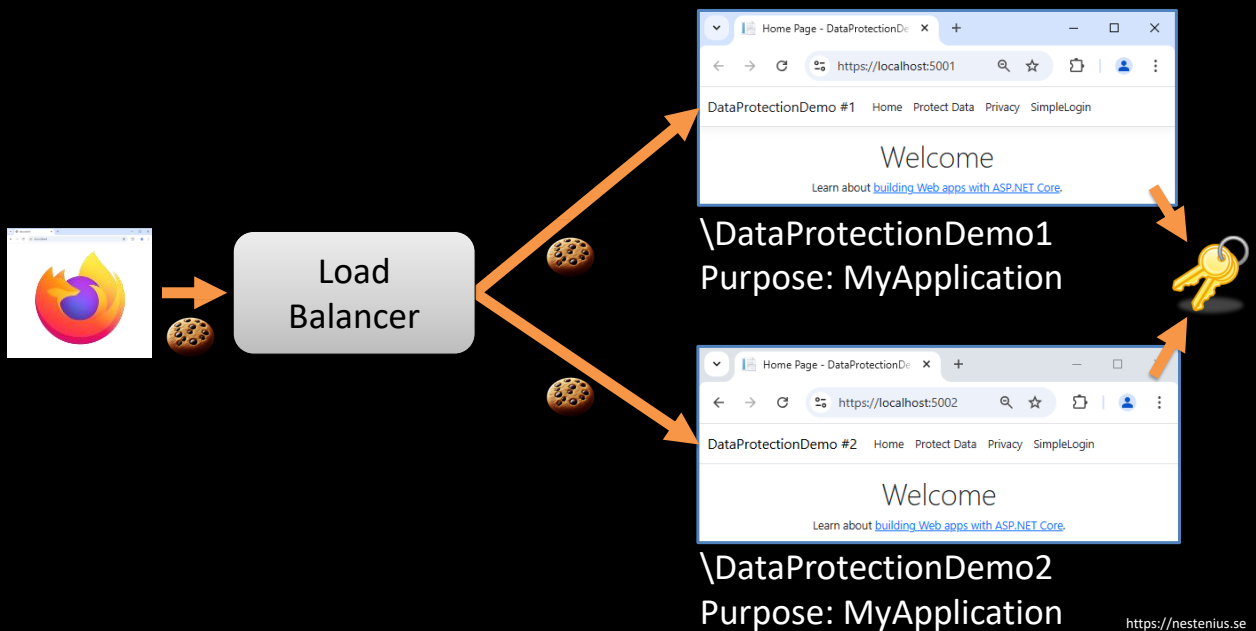 Home Page - DataProtectionDe
https://localhost:5001
DataProtectionDemo #1 Home Protect Data Privacy SimpleLogin
Welcome
Learn about building Web apps with ASP.NET Core.
\DataProtectionDemo1
Purpose: MyApplication
Load
Balancer
Home Page - DataProtectionDe
https://localhost:5002
DataProtectionDemo #2 Home Protect Data Privacy SimpleLogin
Welcome
Learn about building Web apps with ASP.NET Core.
\DataProtectionDemo2
Purpose: MyApplication
https://nestenius.se